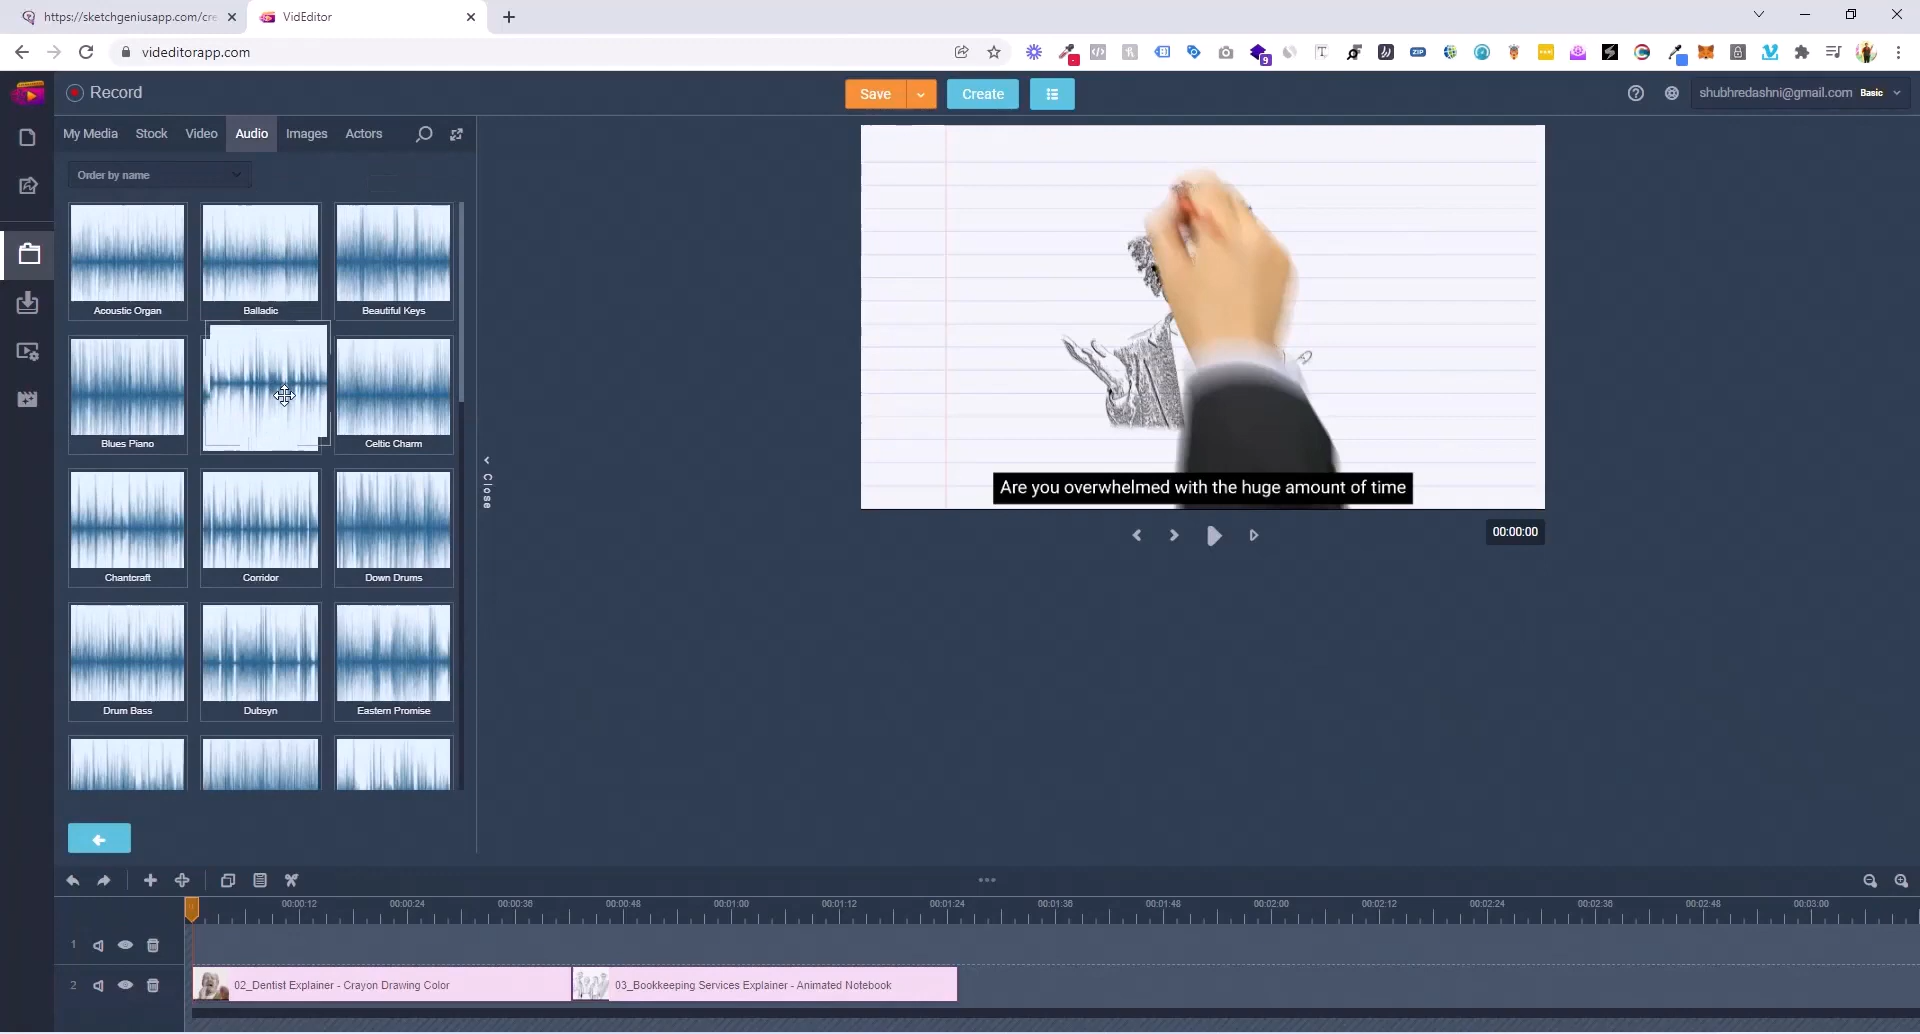 https://sketchgeniusapp.com/cre
VidEditor
videditorapp.com
ZIP
9
Record
Save
Create
shubhredashni@gmail.com Basic
My Media Stock Video Audio Images Actors
Order by name
Acoustic Organ Balladic Beautiful Keys
Blues Piano Celtic Charm
Chantcraft Corridor Down Drums
Drum Bass Dubsyn Eastern Promise
Close
Are you overwhelmed with the huge amount of time
00:00:00
00:00:12 00:00:24 00:00:36 00:00:48 00:01:00 00:01:12 00:01:24 00:01:36 00:01:48 00:02:00 00:02:12 00:02:24 00:02:36 00:02:48 00:03:00
1
2 02_Dentist Explainer - Crayon Drawing Color 03_Bookkeeping Services Explainer - Animated Notebook